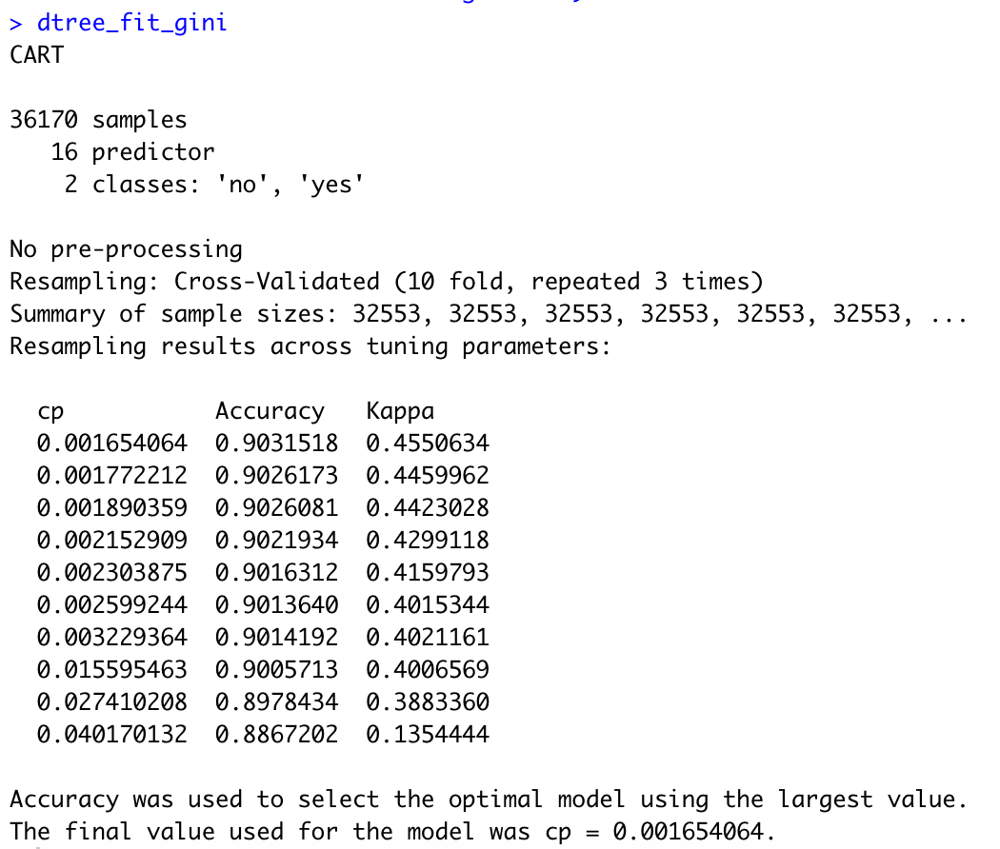 > dtree_fit_gini
CART
36170 samples
16 predictor
2 classes: 'no', 'yes'
No pre-processing
Resampling: Cross-Validated (10 fold, repeated 3 times)
Summary of sample sizes: 32553, 32553, 32553, 32553, 32553, 32553, ...
Resampling results across tuning parameters:
cp Accuracy Kappa
0.001654064 0.9031518 0.4550634
0.001772212 0.9026173 0.4459962
0.001890359 0.9026081 0.4423028
0.002152909 0.9021934 0.4299118
0.002303875 0.9016312 0.4159793
0.002599244 0.9013640 0.4015344
0.003229364 0.9014192 0.4021161
0.015595463 0.9005713 0.4006569
0.027410208 0.8978434 0.3883360
0.040170132 0.8867202 0.1354444
Accuracy was used to select the optimal model using the largest value.
The final value used for the model was cp = 0.001654064.